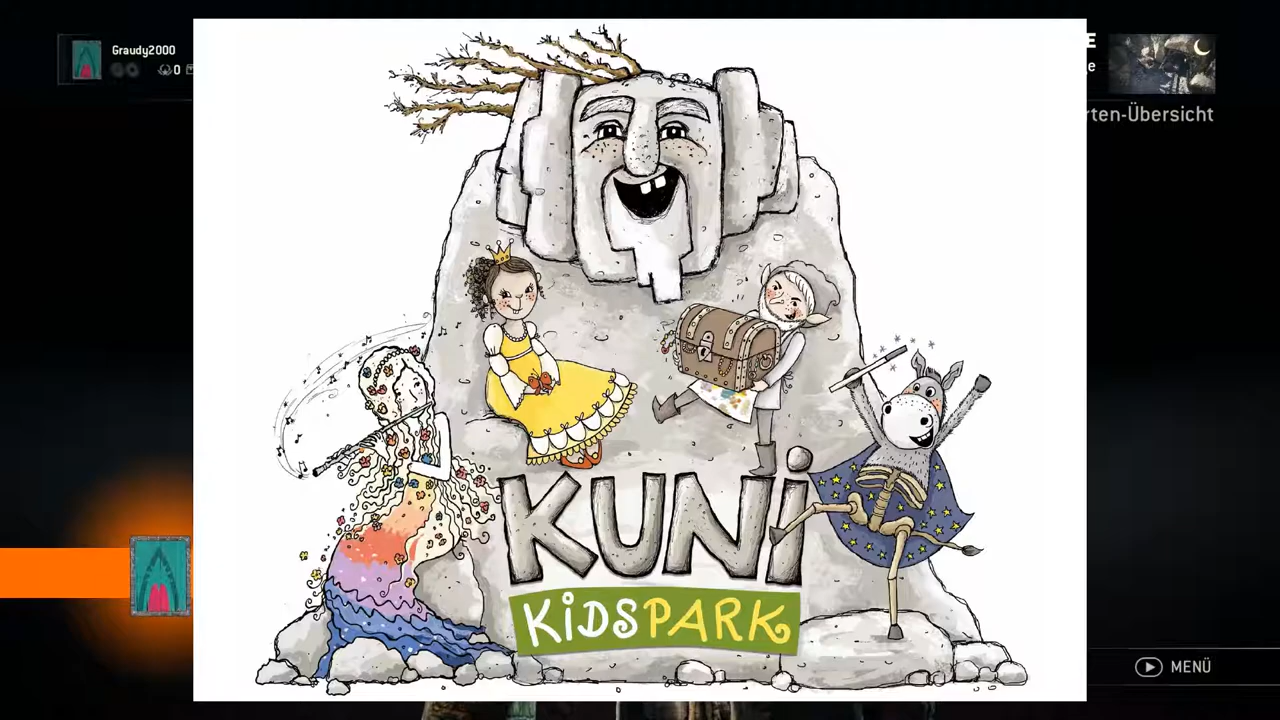 Graudy2000
0
E
e
rten-Übersicht
KUNi
KiDSPARK
MENÜ